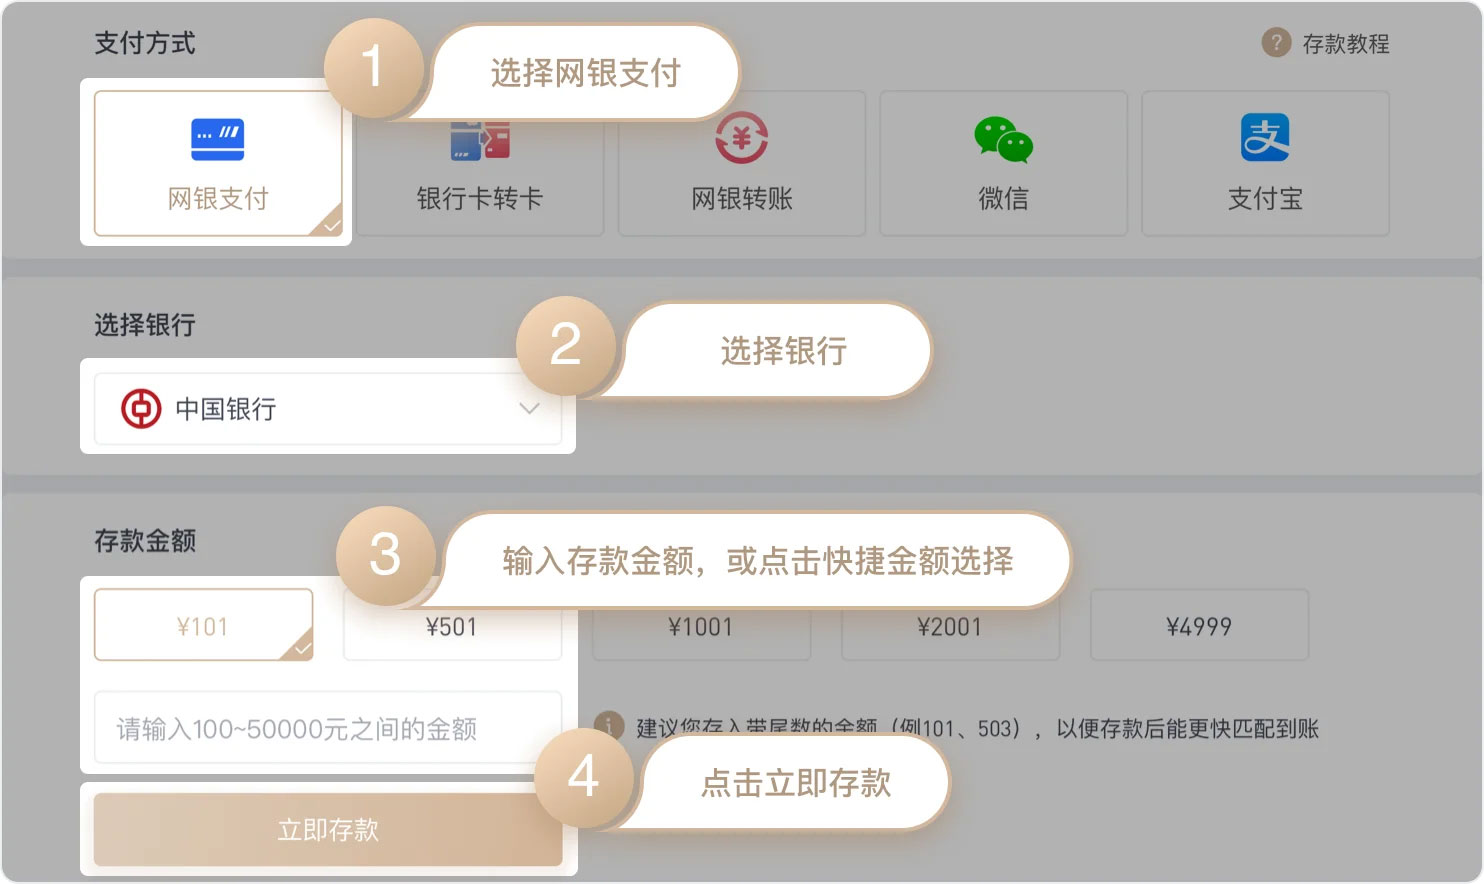 支付方式
1
选择网银支付
? 存款教程
网银支付
银行卡转卡
网银转账
微信
支付宝
选择银行
2
选择银行
中国银行
存款金额
3
输入存款金额，或点击快捷金额选择
¥101
¥501
¥1001
¥2001
¥4999
请输入100~50000元之间的金额
建议您存入带尾数的金额（例101、503），以便存款后能更快匹配到账
4
点击立即存款
立即存款